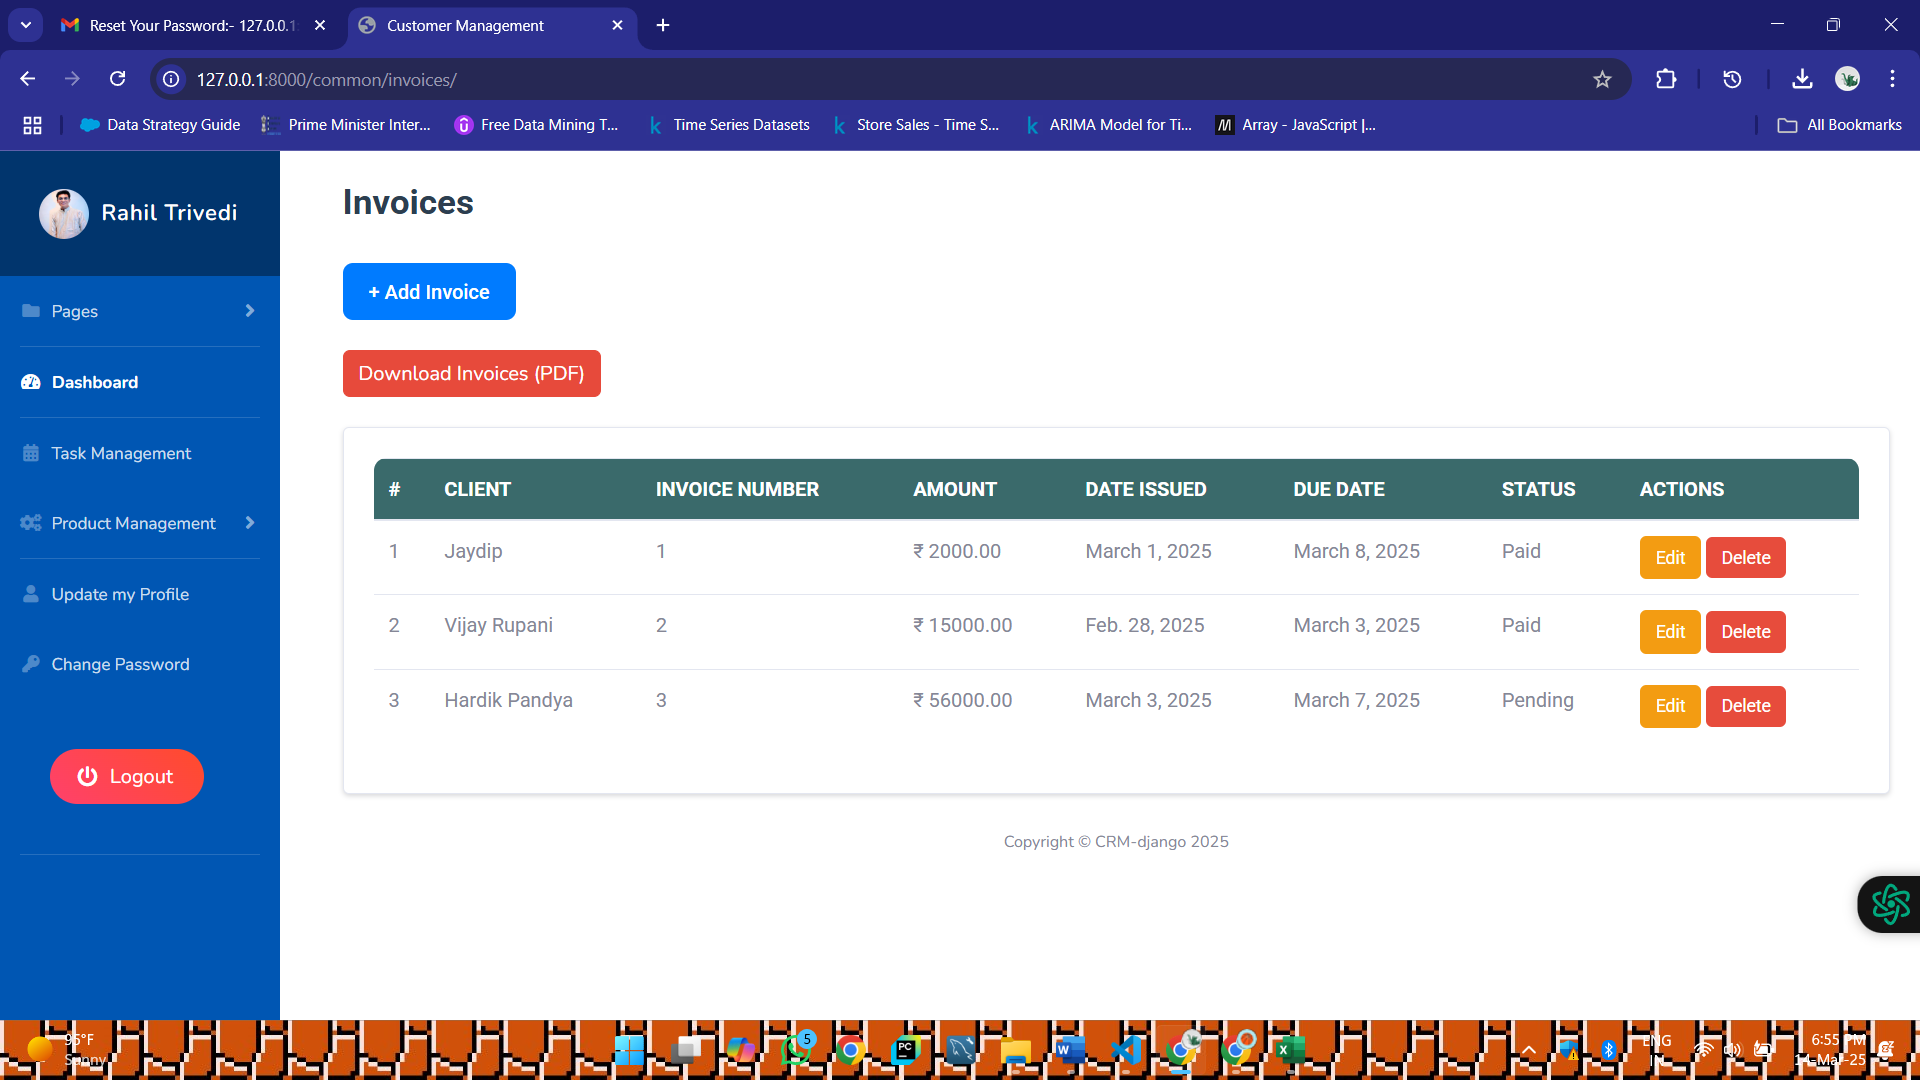 Reset Your Password:- 127.0.0.1:
Customer Management
127.0.0.1:8000/common/invoices/
Data Strategy Guide
Prime Minister Inter...
Free Data Mining T...
Time Series Datasets
Store Sales - Time S...
ARIMA Model for Ti...
Array - JavaScript |...
All Bookmarks
Rahil Trivedi
Pages
Dashboard
Task Management
Product Management
Update my Profile
Change Password
Logout
Invoices
+ Add Invoice
Download Invoices (PDF)
# CLIENT INVOICE NUMBER AMOUNT DATE ISSUED DUE DATE STATUS ACTIONS
1 Jaydip 1 ₹ 2000.00 March 1, 2025 March 8, 2025 Paid Edit Delete
2 Vijay Rupani 2 ₹ 15000.00 Feb. 28, 2025 March 3, 2025 Paid Edit Delete
3 Hardik Pandya 3 ₹ 56000.00 March 3, 2025 March 7, 2025 Pending Edit Delete
Copyright © CRM-django 2025
Sunny
5
PC
W
X
ENG
IN
6:55 PM
14-Mar-25